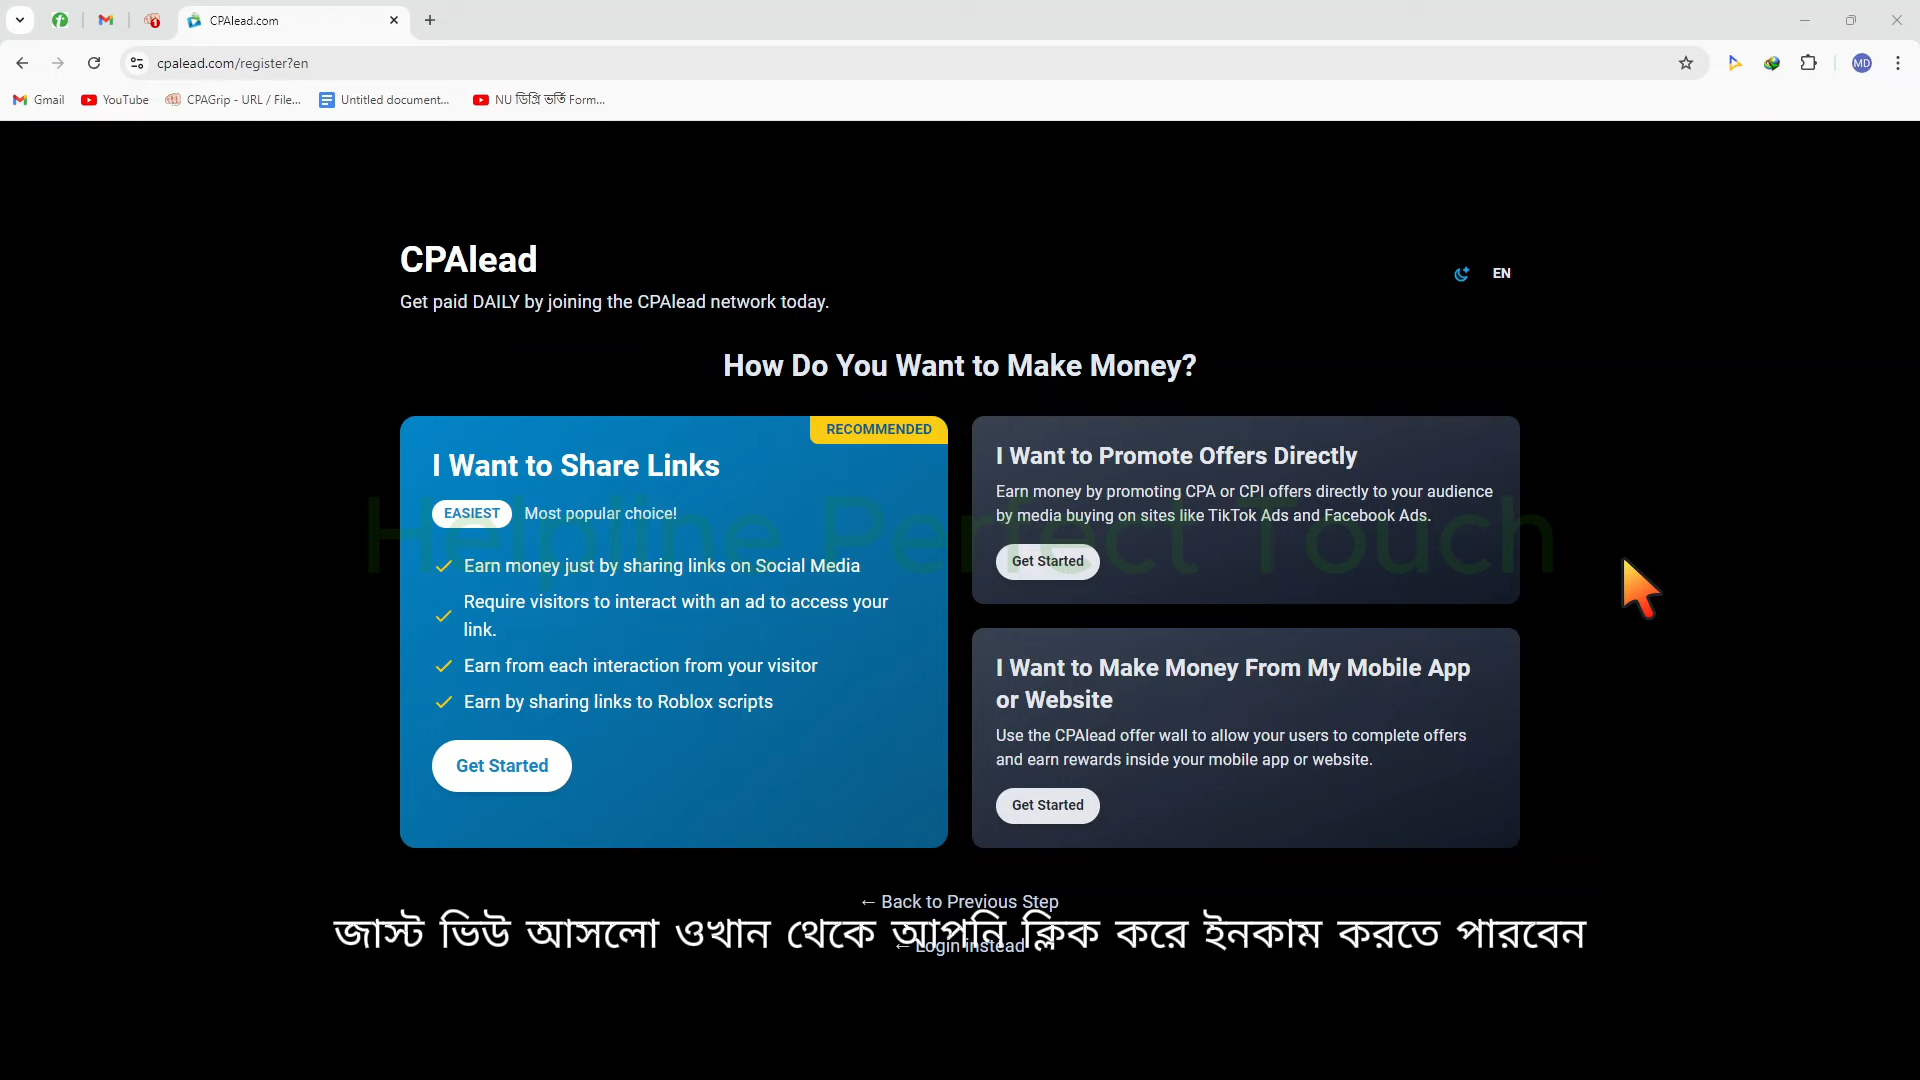 CPAlead.com
cpalead.com/register?en
MD
Gmail
YouTube
CPAGrip - URL / File...
Untitled document...
NU ডিগ্রি ভর্তি Form...
CPAlead
Get paid DAILY by joining the CPAlead network today.
EN
How Do You Want to Make Money?
RECOMMENDED
I Want to Share Links
EASIEST Most popular choice!
Earn money just by sharing links on Social Media
Require visitors to interact with an ad to access your
link.
Earn from each interaction from your visitor
Earn by sharing links to Roblox scripts
Get Started
I Want to Promote Offers Directly
Earn money by promoting CPA or CPI offers directly to your audience
by media buying on sites like TikTok Ads and Facebook Ads.
Get Started
I Want to Make Money From My Mobile App
or Website
Use the CPAlead offer wall to allow your users to complete offers
and earn rewards inside your mobile app or website.
Get Started
Helpline Perfect Touch
← Back to Previous Step
← Login instead
জাস্ট ভিউ আসলো ওখান থেকে আপনি ক্লিক করে ইনকাম করতে পারবেন